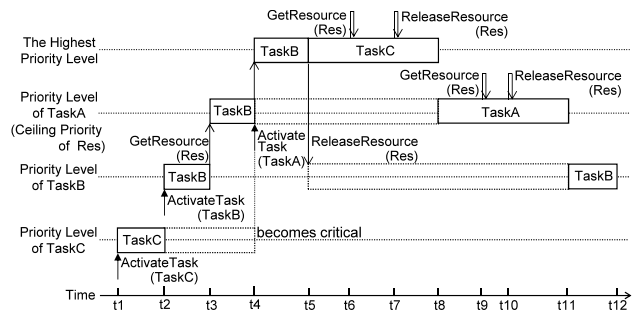 GetResource
(Res)
ReleaseResource
(Res)
The Highest
Priority Level
TaskB
TaskC
GetResource
(Res)
ReleaseResource
(Res)
Priority Level
of TaskA
(Ceiling Priority
of Res)
TaskB
TaskA
GetResource
(Res)
Activate
Task
(TaskA)
ReleaseResource
(Res)
Priority Level
of TaskB
TaskB
TaskB
ActivateTask
(TaskB)
Priority Level
of TaskC
TaskC
becomes critical
ActivateTask
(TaskC)
Time
t1 t2 t3 t4 t5 t6 t7 t8 t9 t10 t11 t12